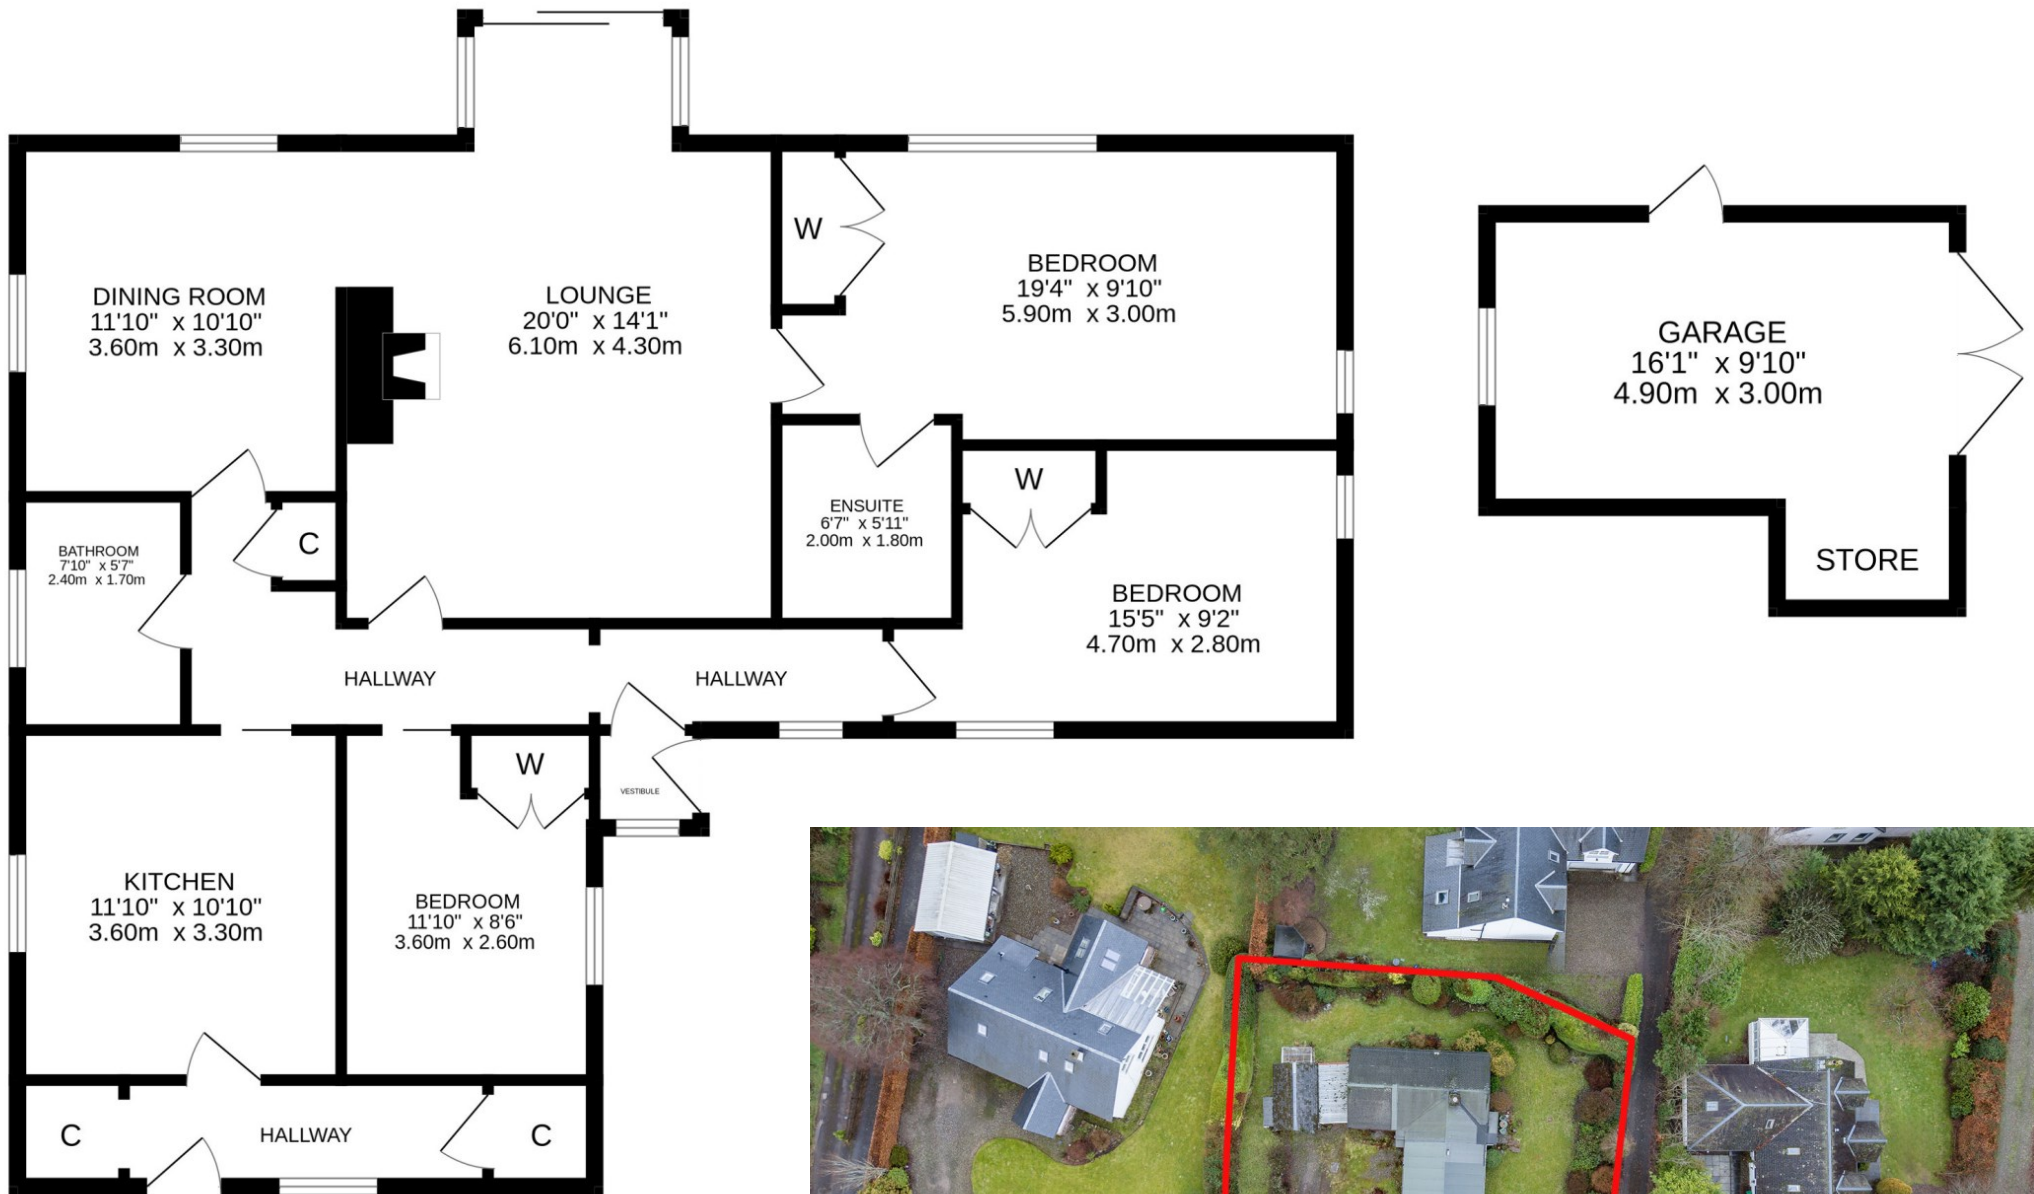 DINING ROOM
11'10" x 10'10"
3.60m x 3.30m
LOUNGE
20'0" x 14'1"
6.10m x 4.30m
W
BEDROOM
19'4" x 9'10"
5.90m x 3.00m
GARAGE
16'1" x 9'10"
4.90m x 3.00m
STORE
BATHROOM
7'10" x 5'7"
2.40m x 1.70m
C
ENSUITE
6'7" x 5'11"
2.00m x 1.80m
W
BEDROOM
15'5" x 9'2"
4.70m x 2.80m
HALLWAY
HALLWAY
W
VESTIBULE
KITCHEN
11'10" x 10'10"
3.60m x 3.30m
BEDROOM
11'10" x 8'6"
3.60m x 2.60m
C
HALLWAY
C